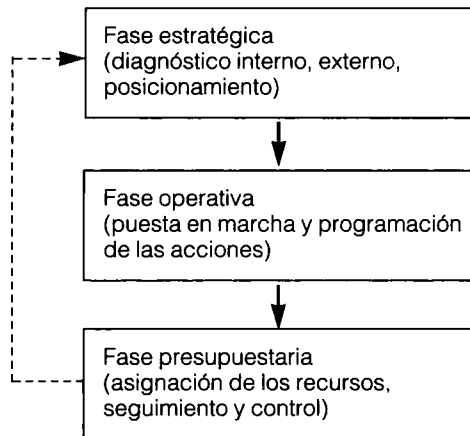 Fase estratégica
(diagnóstico interno, externo,
posicionamiento)
Fase operativa
(puesta en marcha y programación
de las acciones)
Fase presupuestaria
(asignación de los recursos,
seguimiento y control)